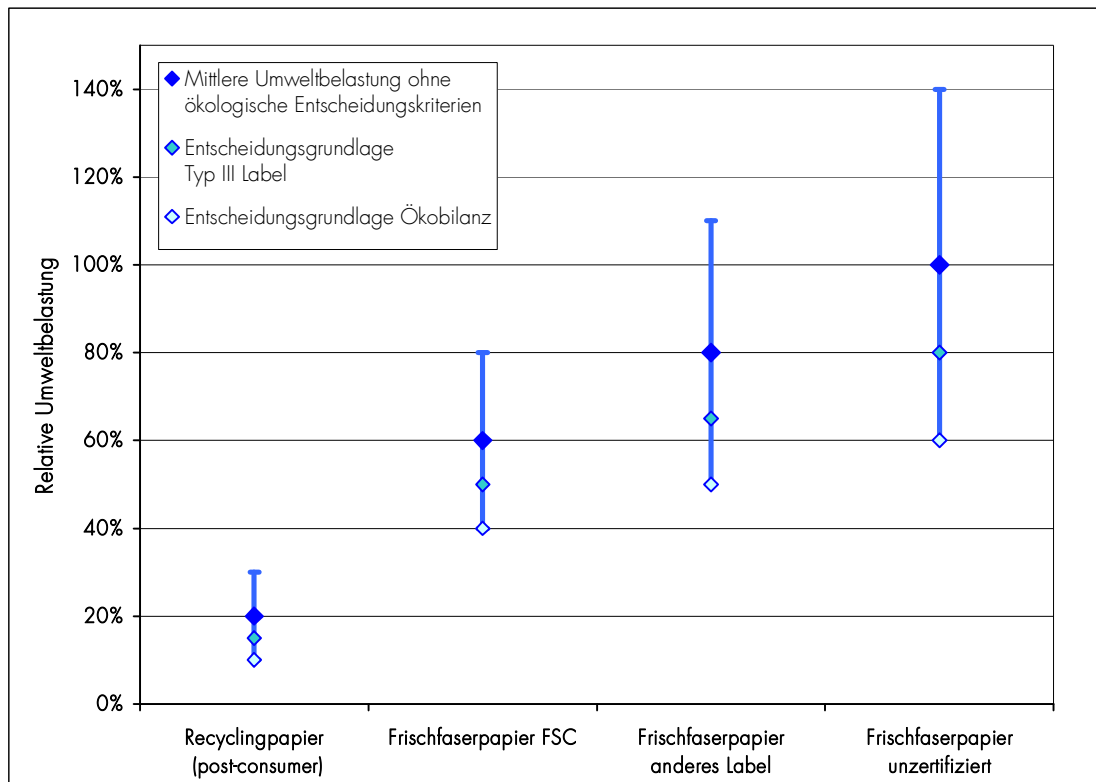 Mittlere Umweltbelastung ohne
ökologische Entscheidungskriterien
Entscheidungsgrundlage
Typ III Label
Entscheidungsgrundlage Ökobilanz
Relative Umweltbelastung
140%
120%
100%
80%
60%
40%
20%
0%
Recyclingpapier
(post-consumer)
Frischfaserpapier FSC
Frischfaserpapier
anderes Label
Frischfaserpapier
unzertifiziert